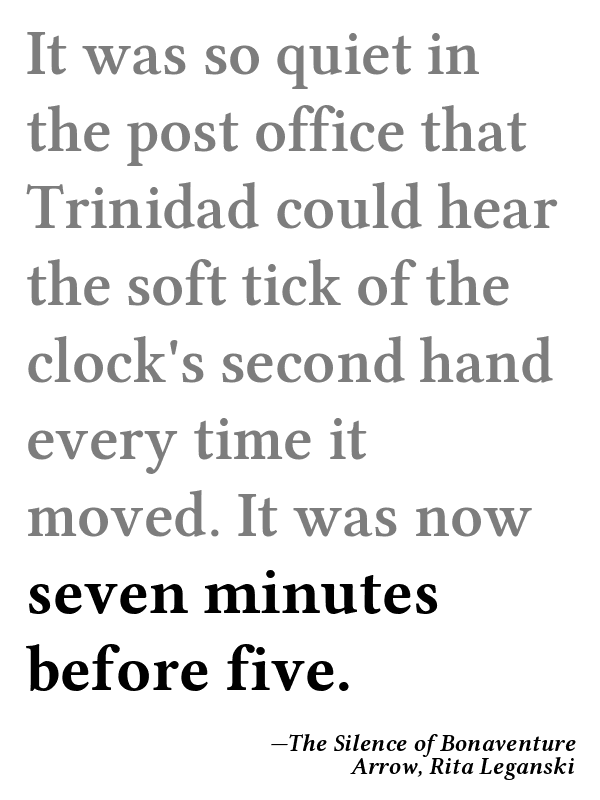 It was so quiet in
the post office that
Trinidad could hear
the soft tick of the
clock's second hand
every time it
moved. It was now
seven minutes
before five.
—The Silence of Bonaventure
Arrow, Rita Leganski